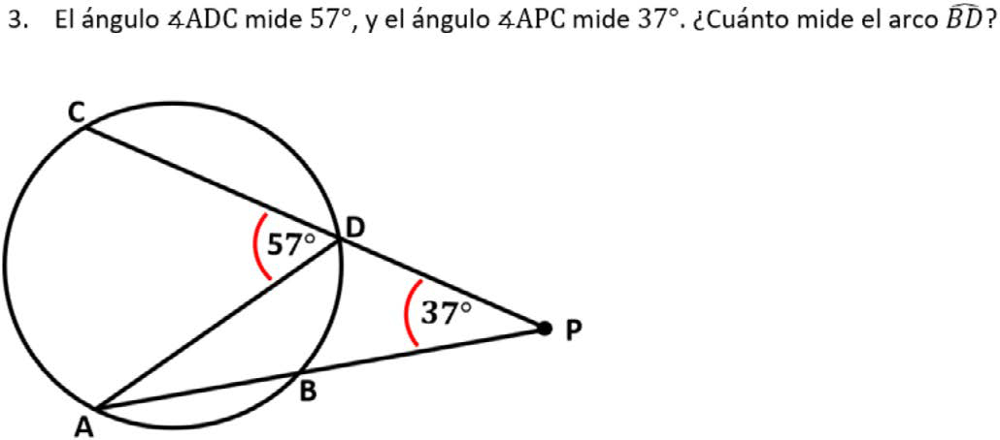 3. El ángulo ∡ADC mide 57°, y el ángulo ∡APC mide 37°. ¿Cuánto mide el arco B͡D?
C
D
57°
37°
P
B
A